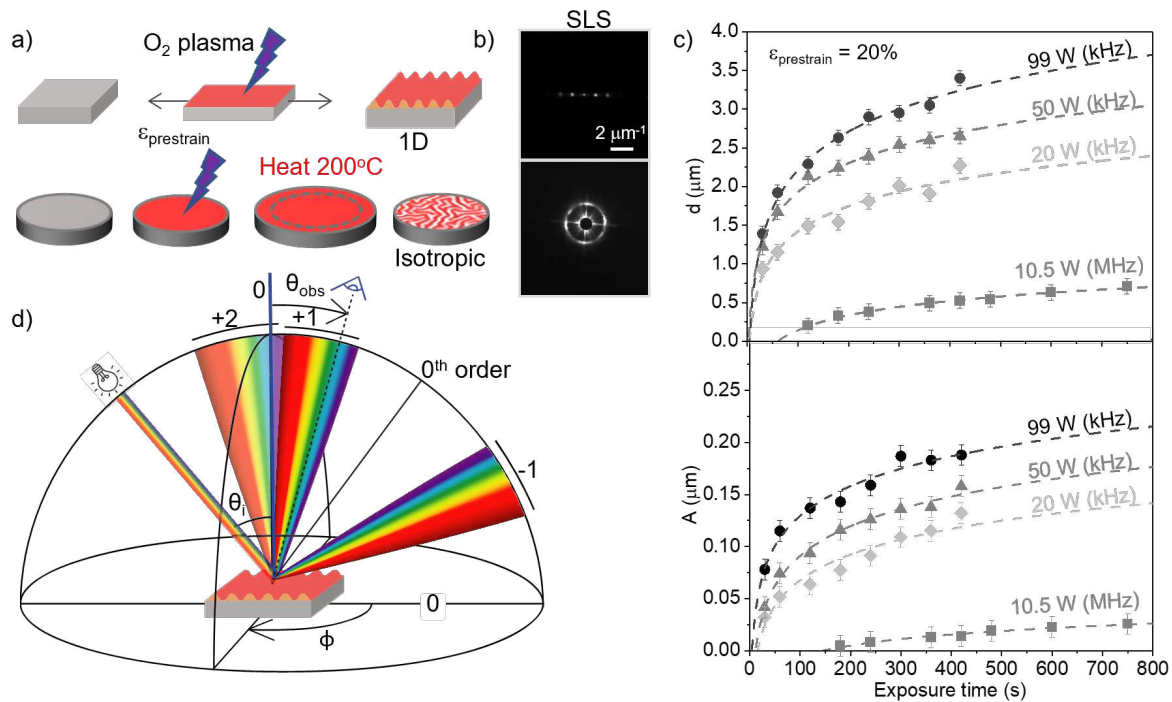 a)
O₂ plasma
εprestrain
1D
Heat 200°C
Isotropic
b)
SLS
2 μm⁻¹
c)
εprestrain = 20%
99 W (kHz)
50 W (kHz)
20 W (kHz)
10.5 W (MHz)
d (μm)
4.0
3.5
3.0
2.5
2.0
1.5
1.0
0.5
0.0
99 W (kHz)
50 W (kHz)
20 W (kHz)
10.5 W (MHz)
A (μm)
0.25
0.20
0.15
0.10
0.05
0.00
0 100 200 300 400 500 600 700 800
Exposure time (s)
d)
0
θobs
+2
+1
0th order
-1
θi
0
ϕ